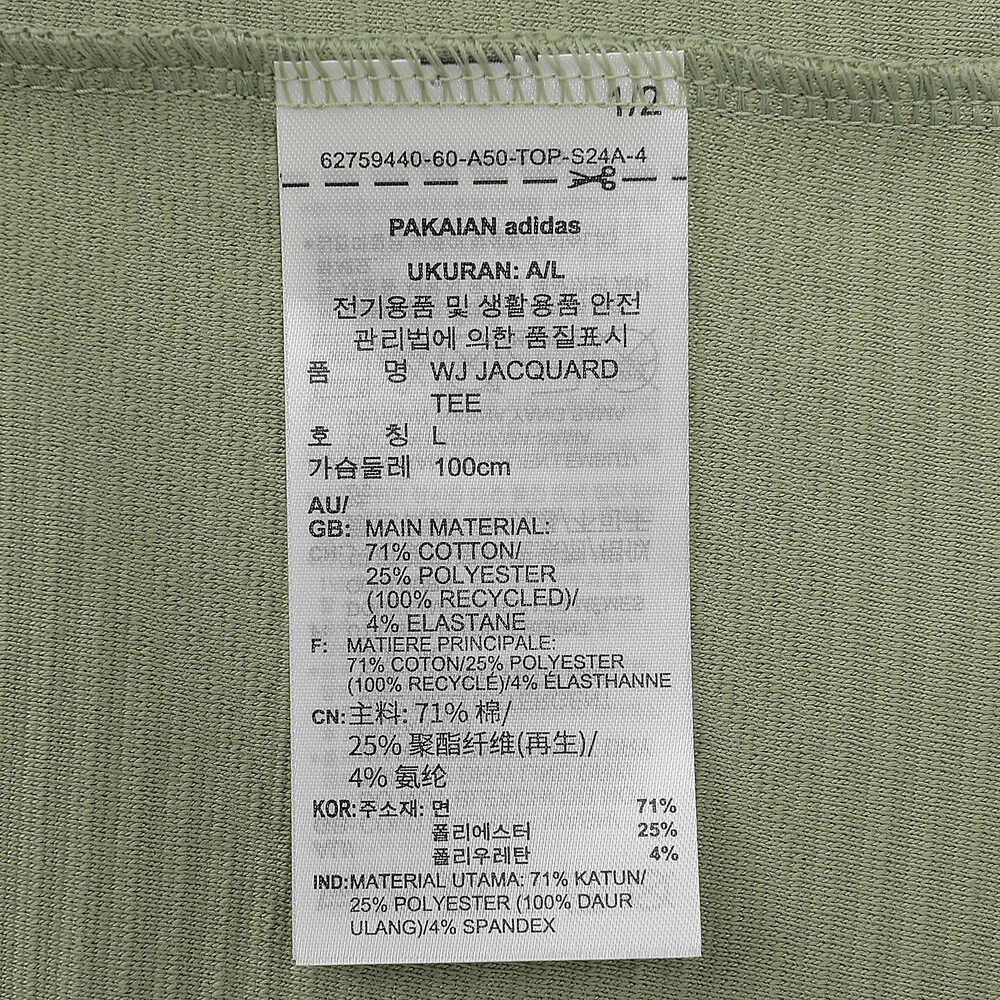 1/2
62759440-60-A50-TOP-S24A-4
PAKAIAN adidas
UKURAN: A/L
전기용품 및 생활용품 안전
관리법에 의한 품질표시
품 명 WJ JACQUARD
TEE
호 칭 L
가슴둘레 100cm
AU/
GB: MAIN MATERIAL:
71% COTTON/
25% POLYESTER
(100% RECYCLED)/
4% ELASTANE
F: MATIERE PRINCIPALE:
71% COTON/25% POLYESTER
(100% RECYCLÉ)/4% ÉLASTHANNE
CN: 主料: 71% 棉/
25% 聚酯纤维(再生)/
4% 氨纶
KOR: 주소재: 면 71%
폴리에스터 25%
폴리우레탄 4%
IND: MATERIAL UTAMA: 71% KATUN/
25% POLYESTER (100% DAUR
ULANG)/4% SPANDEX